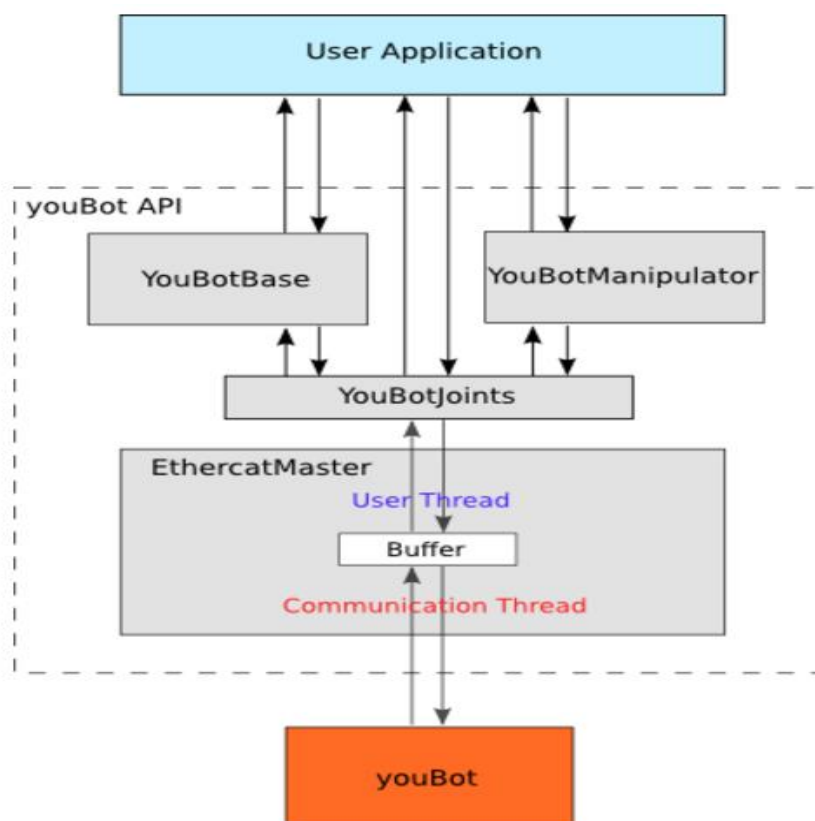 User Application
youBot API
YouBotBase
YouBotManipulator
YouBotJoints
EthercatMaster
User Thread
Buffer
Communication Thread
youBot